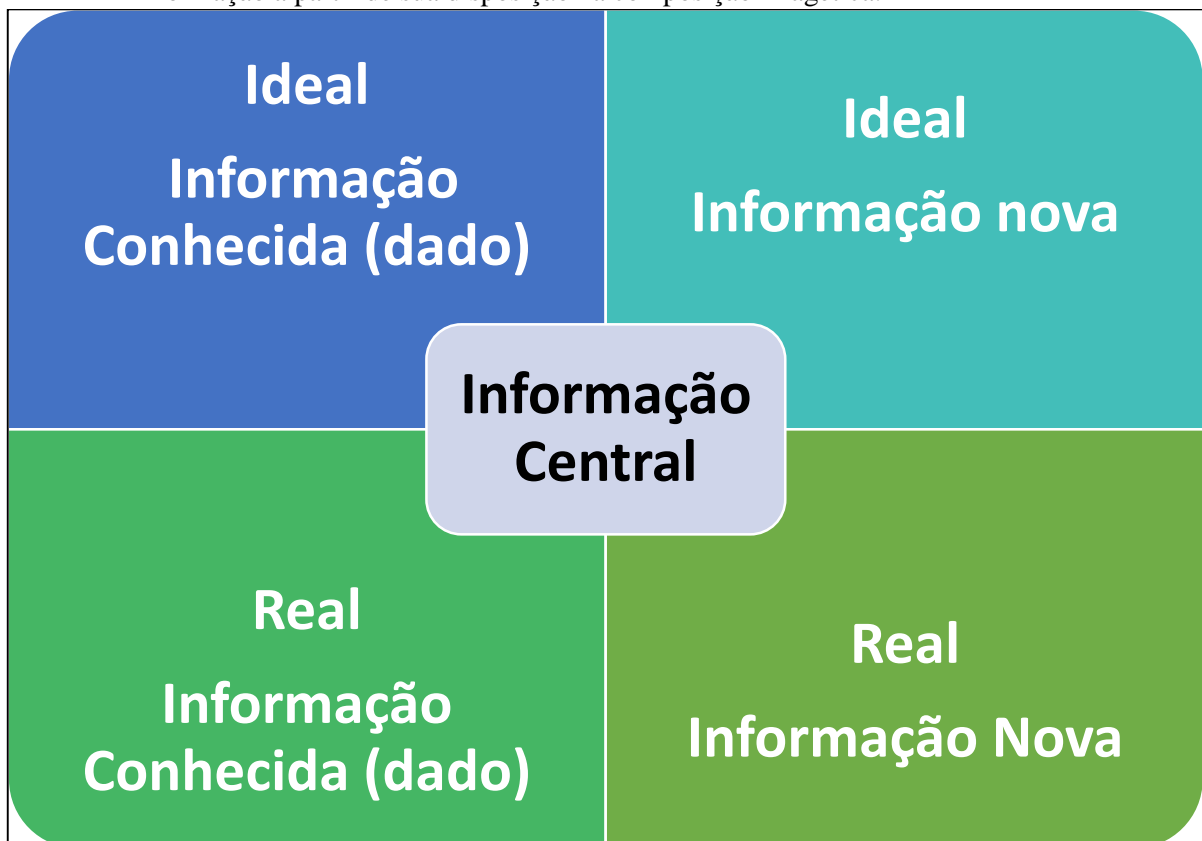 Ideal
Informação
Conhecida (dado)
Ideal
Informação nova
Informação
Central
Real
Informação
Conhecida (dado)
Real
Informação Nova